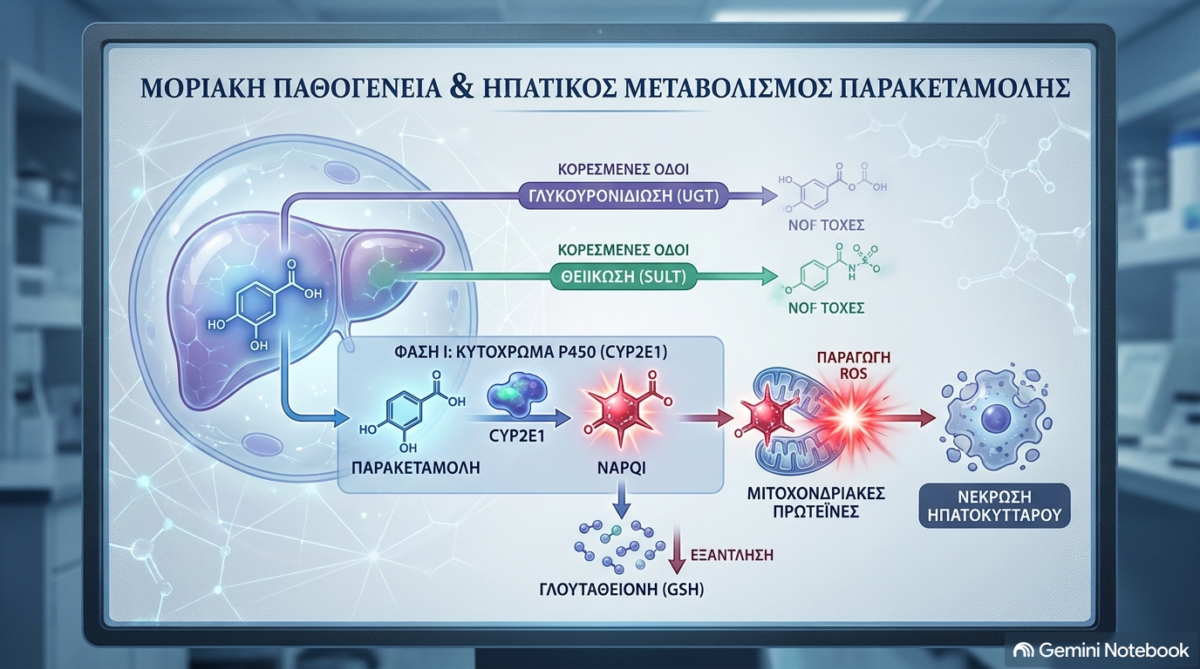 ΜΟΡΙΑΚΗ ΠΑΘΟΓΕΝΕΙΑ & ΗΠΑΤΙΚΟΣ ΜΕΤΑΒΟΛΙΣΜΟΣ ΠΑΡΑΚΕΤΑΜΟΛΗΣ
ΚΟΡΕΣΜΕΝΕΣ ΟΔΟΙ
ΓΛΥΚΟΥΡΟΝΙΔΙΩΣΗ (UGT)
HO
O
O
O
OH
O
NOF TOXES
ΚΟΡΕΣΜΕΝΕΣ ΟΔΟΙ
ΘΕΙΙΚΩΣΗ (SULT)
O
O
O
S
O
N
H
O
NOF TOXES
O
OH
HO
OH
ΦΑΣΗ Ι: ΚΥΤΟΧΡΩΜΑ P450 (CYP2E1)
O
OH
HO
OH
ΠΑΡΑΚΕΤΑΜΟΛΗ
CYP2E1
O
O
O
NAPQI
ΠΑΡΑΓΩΓΗ
ROS
O
O
ΜΙΤΟΧΟΝΔΡΙΑΚΕΣ
ΠΡΩΤΕΪΝΕΣ
ΝΕΚΡΩΣΗ
ΗΠΑΤΟΚΥΤΤΑΡΟΥ
ΕΞΑΝΤΛΗΣΗ
ΓΛΟΥΤΑΘΕΙΟΝΗ (GSH)
Gemini Notebook